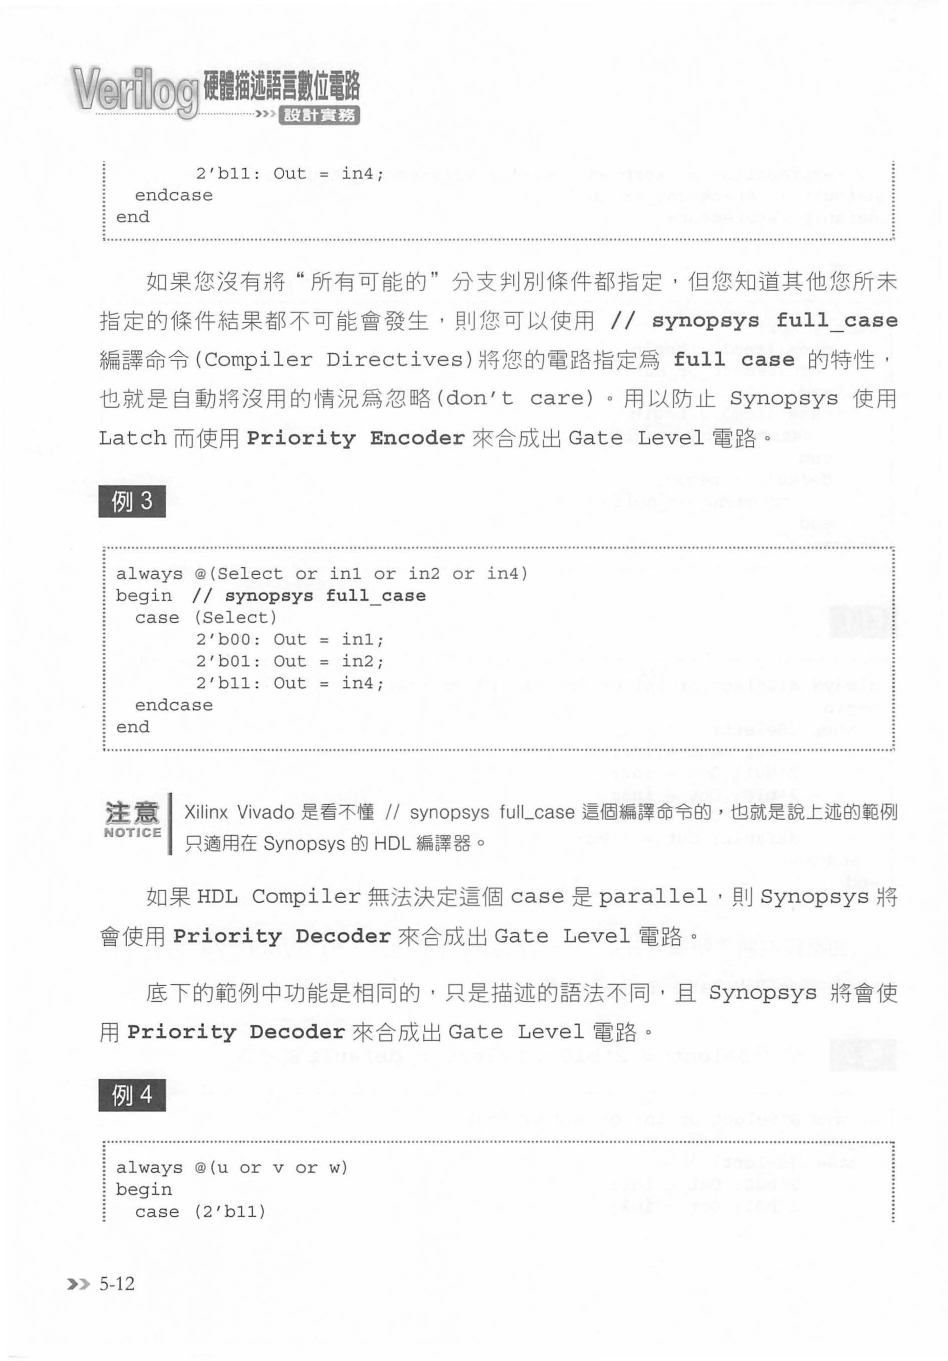 Verilog 硬體描述語言數位電路
>>> 設計實務
2'b11: Out = in4;
endcase
end
如果您沒有將“所有可能的”分支判別條件都指定，但您知道其他您所未
指定的條件結果都不可能會發生，則您可以使用 // synopsys full_case
編譯命令(Compiler Directives)將您的電路指定為 full case 的特性，
也就是自動將沒用的情況為忽略(don't care)。用以防止 Synopsys 使用
Latch 而使用 Priority Encoder 來合成出 Gate Level 電路。
例 3
always @(Select or in1 or in2 or in4)
begin // synopsys full_case
case (Select)
2'b00: Out = in1;
2'b01: Out = in2;
2'b11: Out = in4;
endcase
end
注意 Xilinx Vivado 是看不懂 // synopsys full_case 這個編譯命令的，也就是說上述的範例
NOTICE 只適用在 Synopsys 的 HDL 編譯器。
如果 HDL Compiler 無法決定這個 case 是 parallel，則 Synopsys 將
會使用 Priority Decoder 來合成出 Gate Level 電路。
底下的範例中功能是相同的，只是描述的語法不同，且 Synopsys 將會使
用 Priority Decoder 來合成出 Gate Level 電路。
例 4
always @(u or v or w)
begin
case (2'b11)
>> 5-12